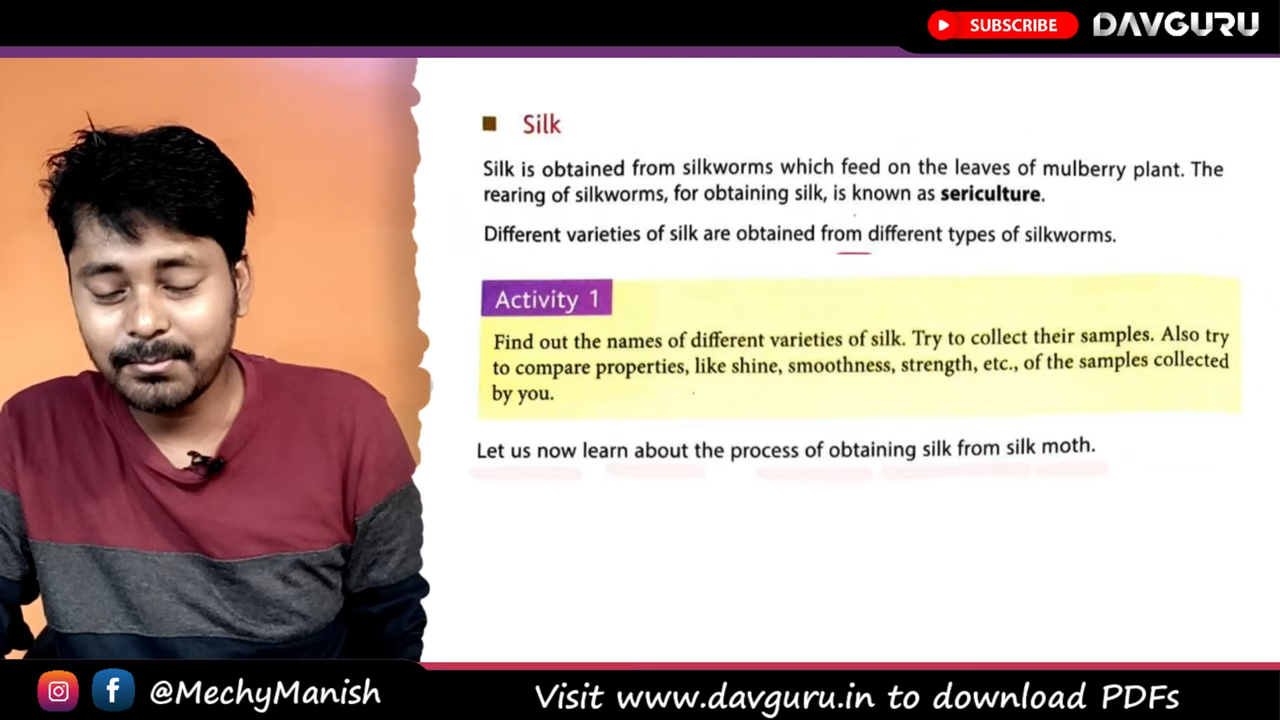 SUBSCRIBE DAVGURU
Silk
Silk is obtained from silkworms which feed on the leaves of mulberry plant. The
rearing of silkworms, for obtaining silk, is known as sericulture.
Different varieties of silk are obtained from different types of silkworms.
Activity 1
Find out the names of different varieties of silk. Try to collect their samples. Also try
to compare properties, like shine, smoothness, strength, etc., of the samples collected
by you.
Let us now learn about the process of obtaining silk from silk moth.
@MechyManish
Visit www.davguru.in to download PDFs